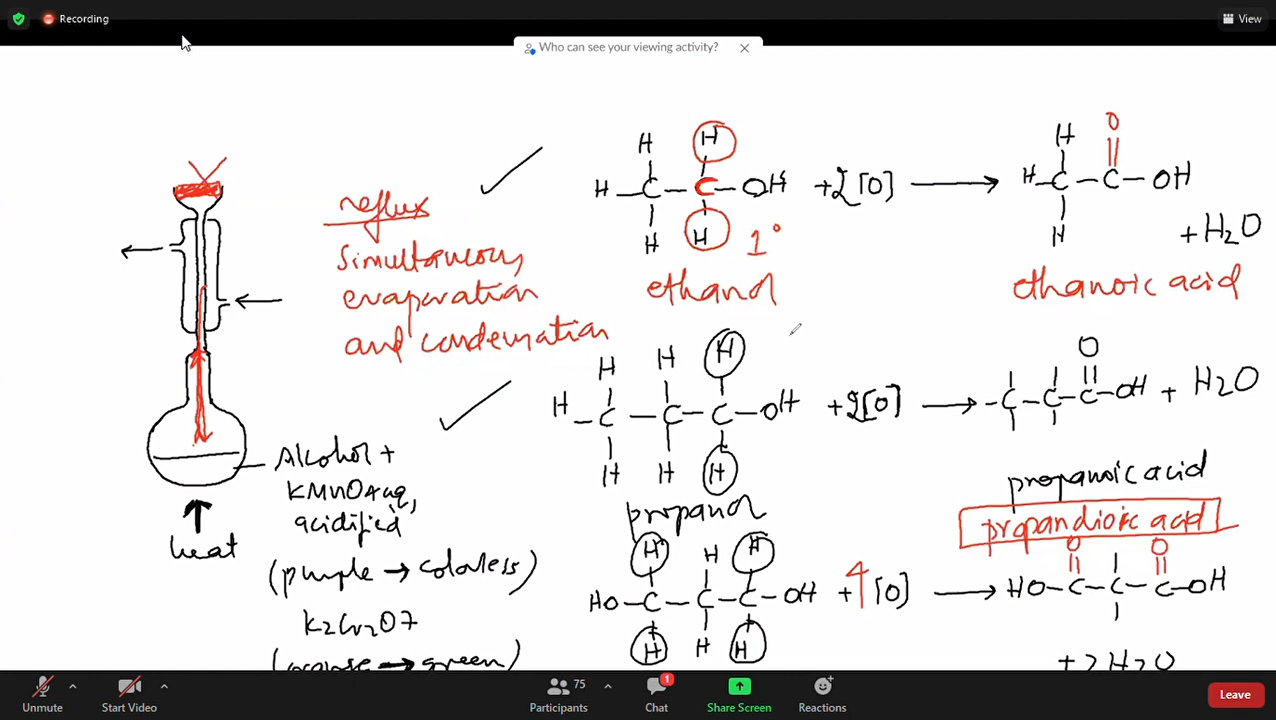 Recording
View
Who can see your viewing activity?
reflux
Simultaneous
evaporation
and condensation
Alcohol +
KMnO4 aq,
acidified
(purple → colorless)
K2Cr2O7
(orange → green)
heat
H H
H - C - C - OH + 2[O] → H - C - C - OH
H H 1° H O H
+ H2O
ethanol ethanoic acid
H H H O
H - C - C - C - OH + 2[O] → - C - C - C - OH + H2O
H H H
propanol propanoic acid
propandioic acid
H H H O O
HO - C - C - C - OH + 4[O] → HO - C - C - C - OH
H H H
+ 2H2O
Unmute
Start Video
75
Participants
1
Chat
Share Screen
Reactions
Leave